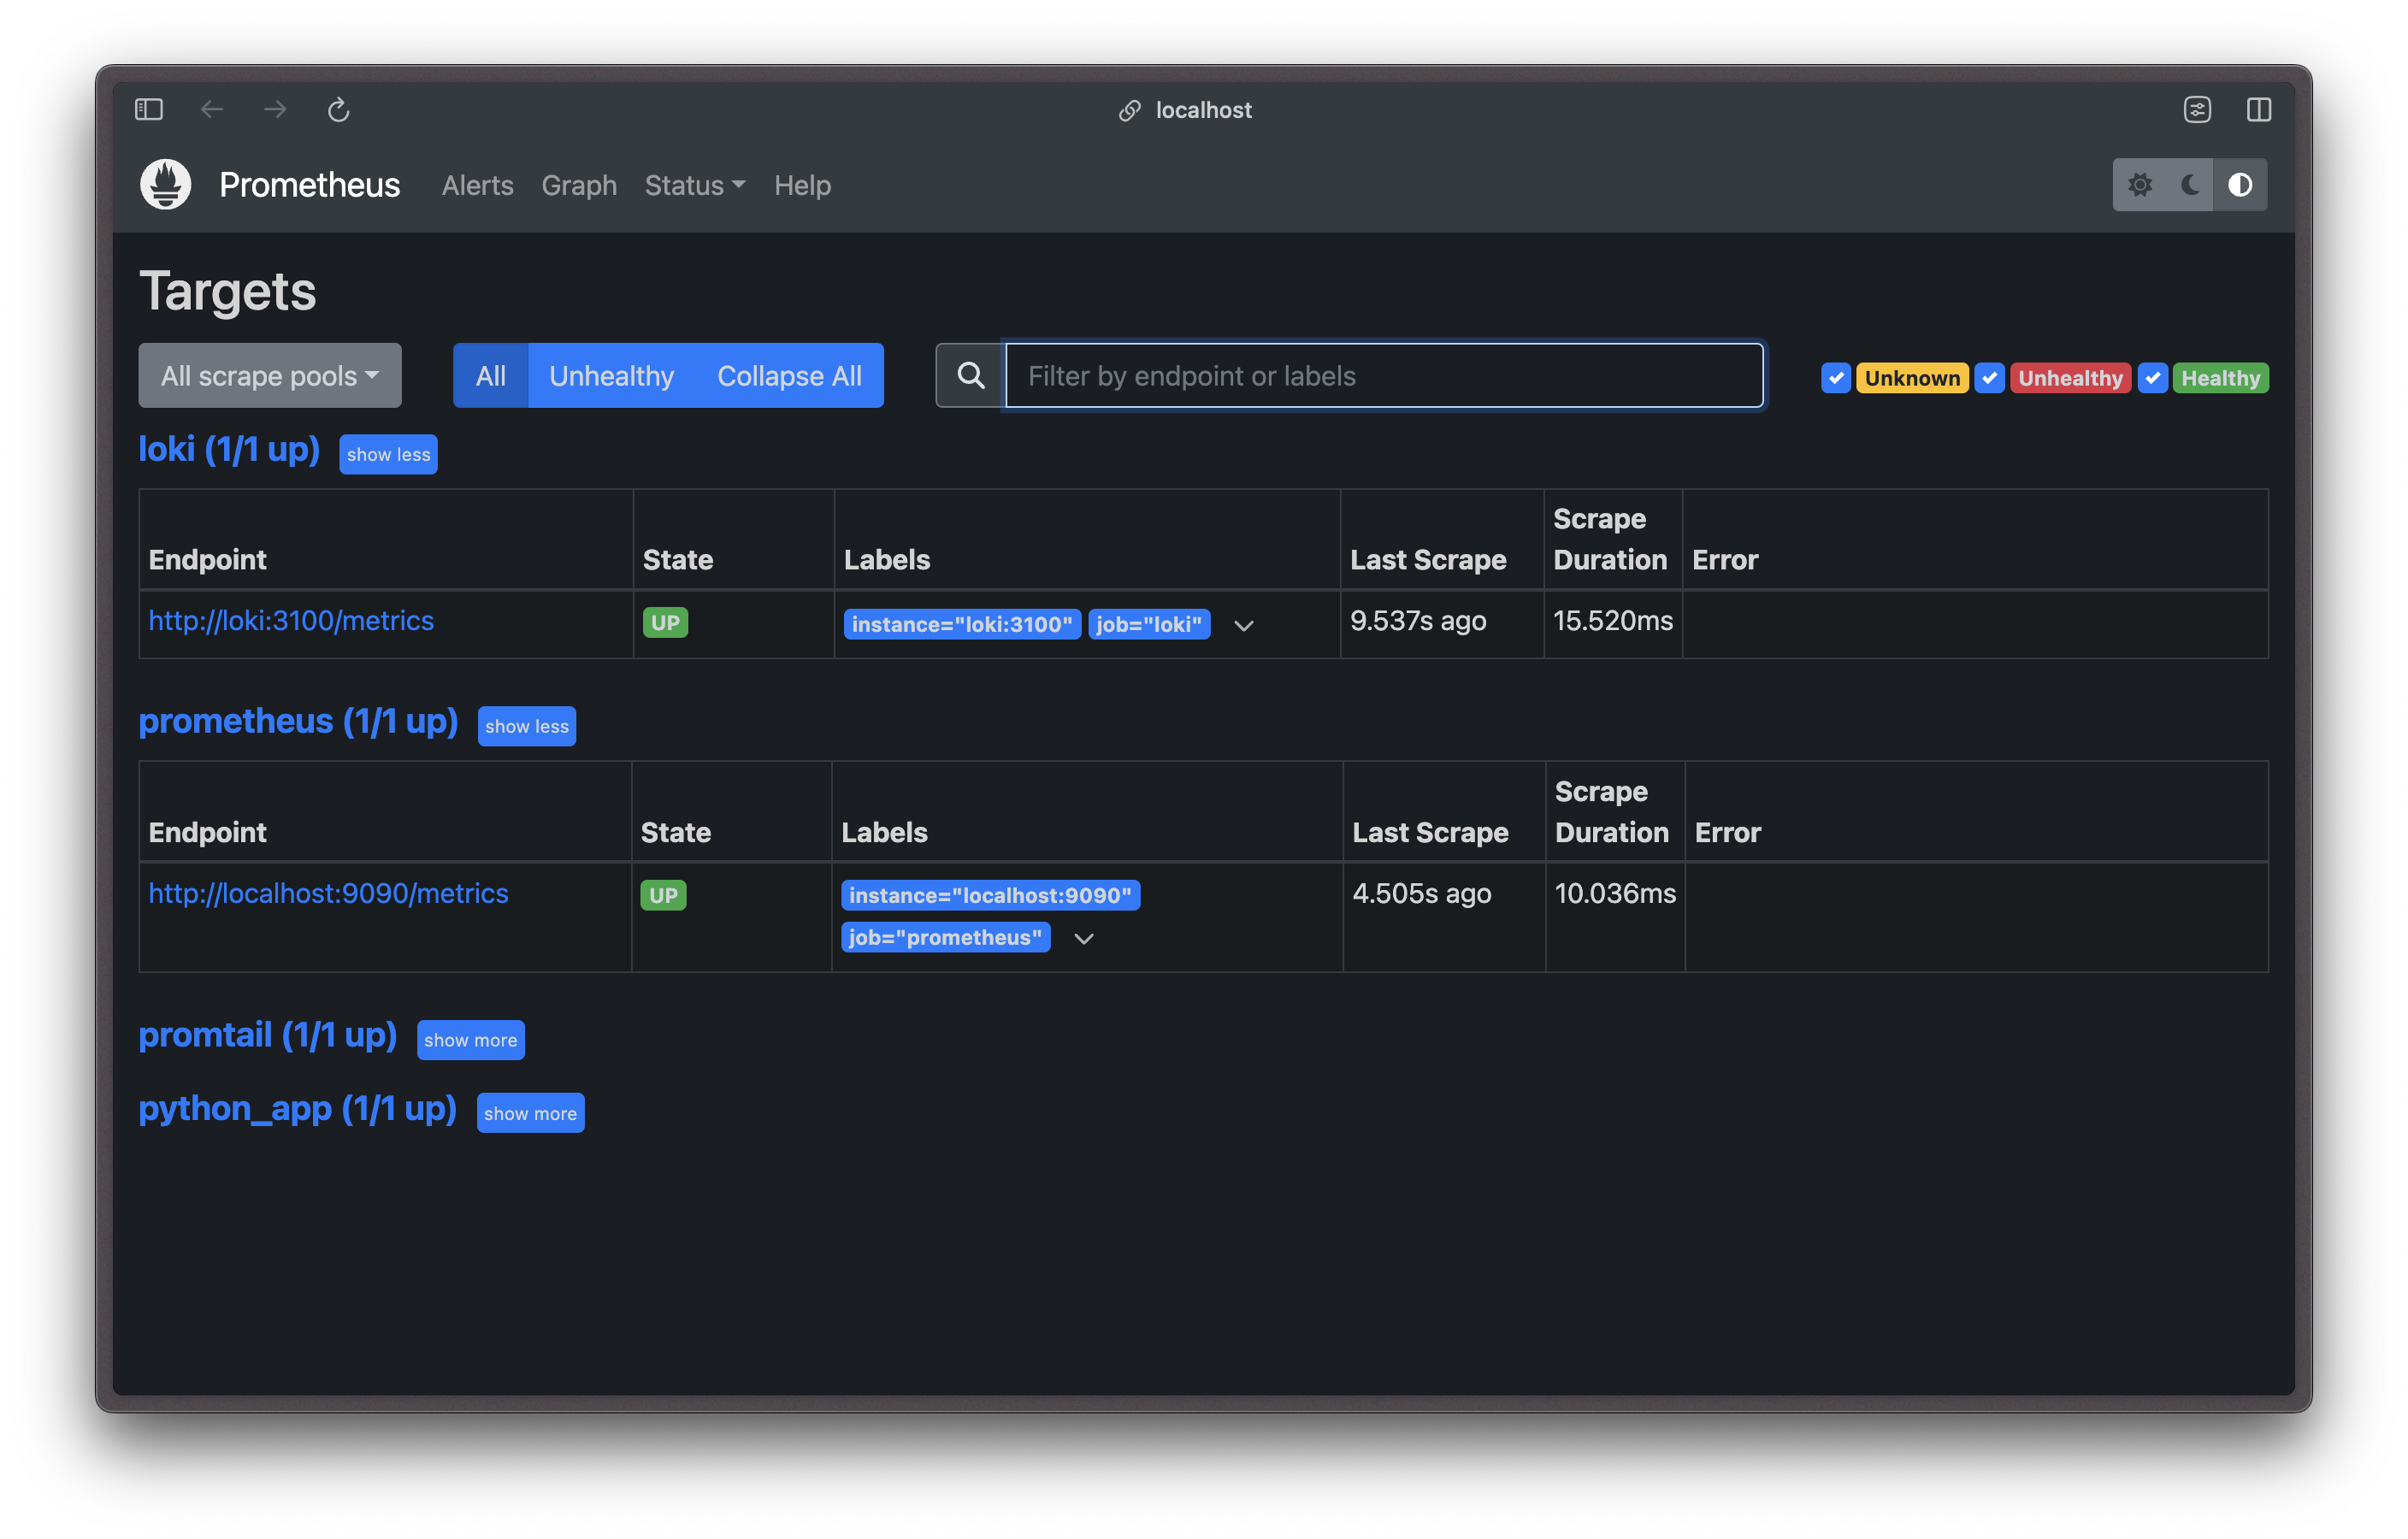 localhost
Prometheus Alerts Graph Status Help
Targets
All scrape pools All Unhealthy Collapse All Filter by endpoint or labels Unknown Unhealthy Healthy
loki (1/1 up) show less
Endpoint State Labels Last Scrape Scrape Duration Error
http://loki:3100/metrics UP instance="loki:3100" job="loki" 9.537s ago 15.520ms
prometheus (1/1 up) show less
Endpoint State Labels Last Scrape Scrape Duration Error
http://localhost:9090/metrics UP instance="localhost:9090" 4.505s ago 10.036ms
job="prometheus"
promtail (1/1 up) show more
python_app (1/1 up) show more